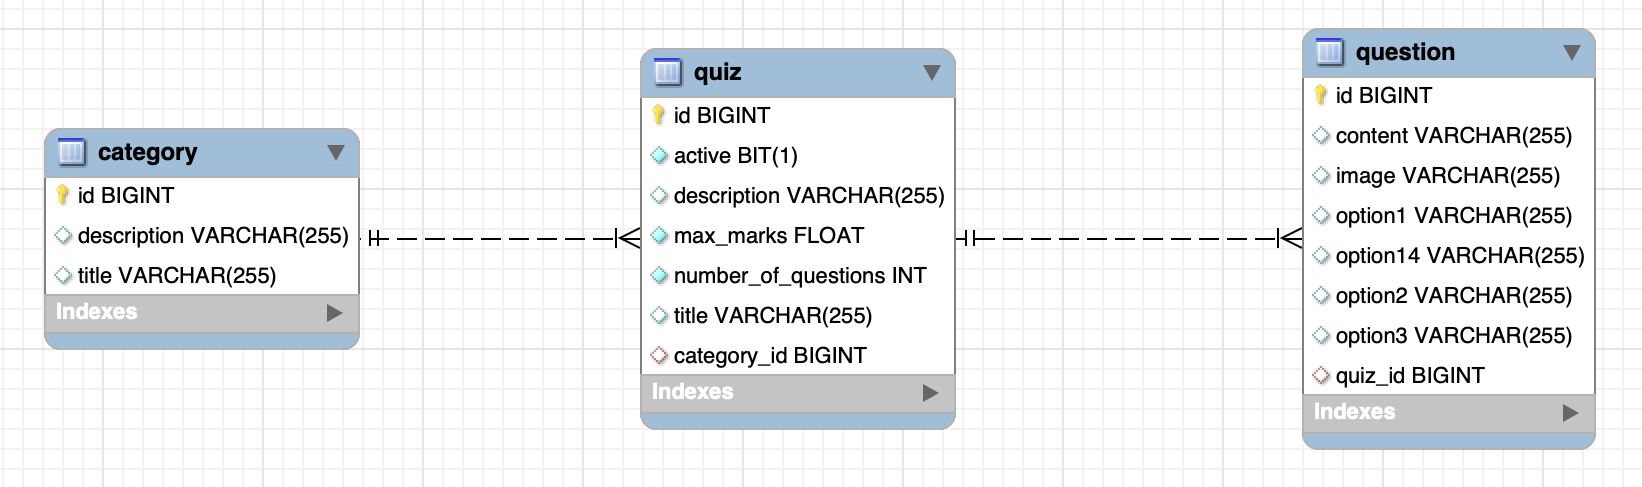 category
id BIGINT
description VARCHAR(255)
title VARCHAR(255)
Indexes
quiz
id BIGINT
active BIT(1)
description VARCHAR(255)
max_marks FLOAT
number_of_questions INT
title VARCHAR(255)
category_id BIGINT
Indexes
question
id BIGINT
content VARCHAR(255)
image VARCHAR(255)
option1 VARCHAR(255)
option14 VARCHAR(255)
option2 VARCHAR(255)
option3 VARCHAR(255)
quiz_id BIGINT
Indexes